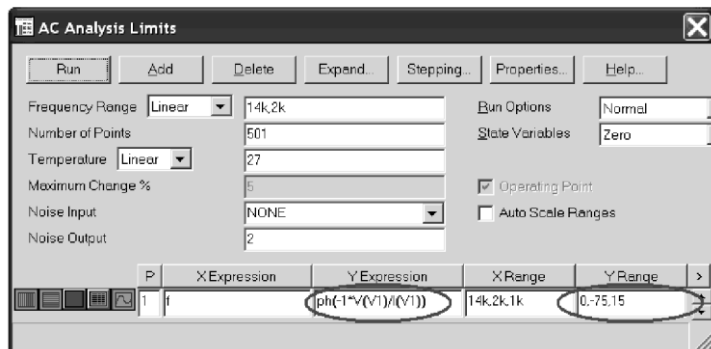 AC Analysis Limits
Run Add Delete Expand... Stepping... Properties... Help...
Frequency Range Linear 14k,2k Run Options Normal
Number of Points 501 State Variables Zero
Temperature Linear 27
Maximum Change % 5 Operating Point
Noise Input NONE Auto Scale Ranges
Noise Output 2
P X Expression Y Expression X Range Y Range >
1 f ph(-1*V(V1)/I(V1)) 14k,2k,1k 0,-75,15